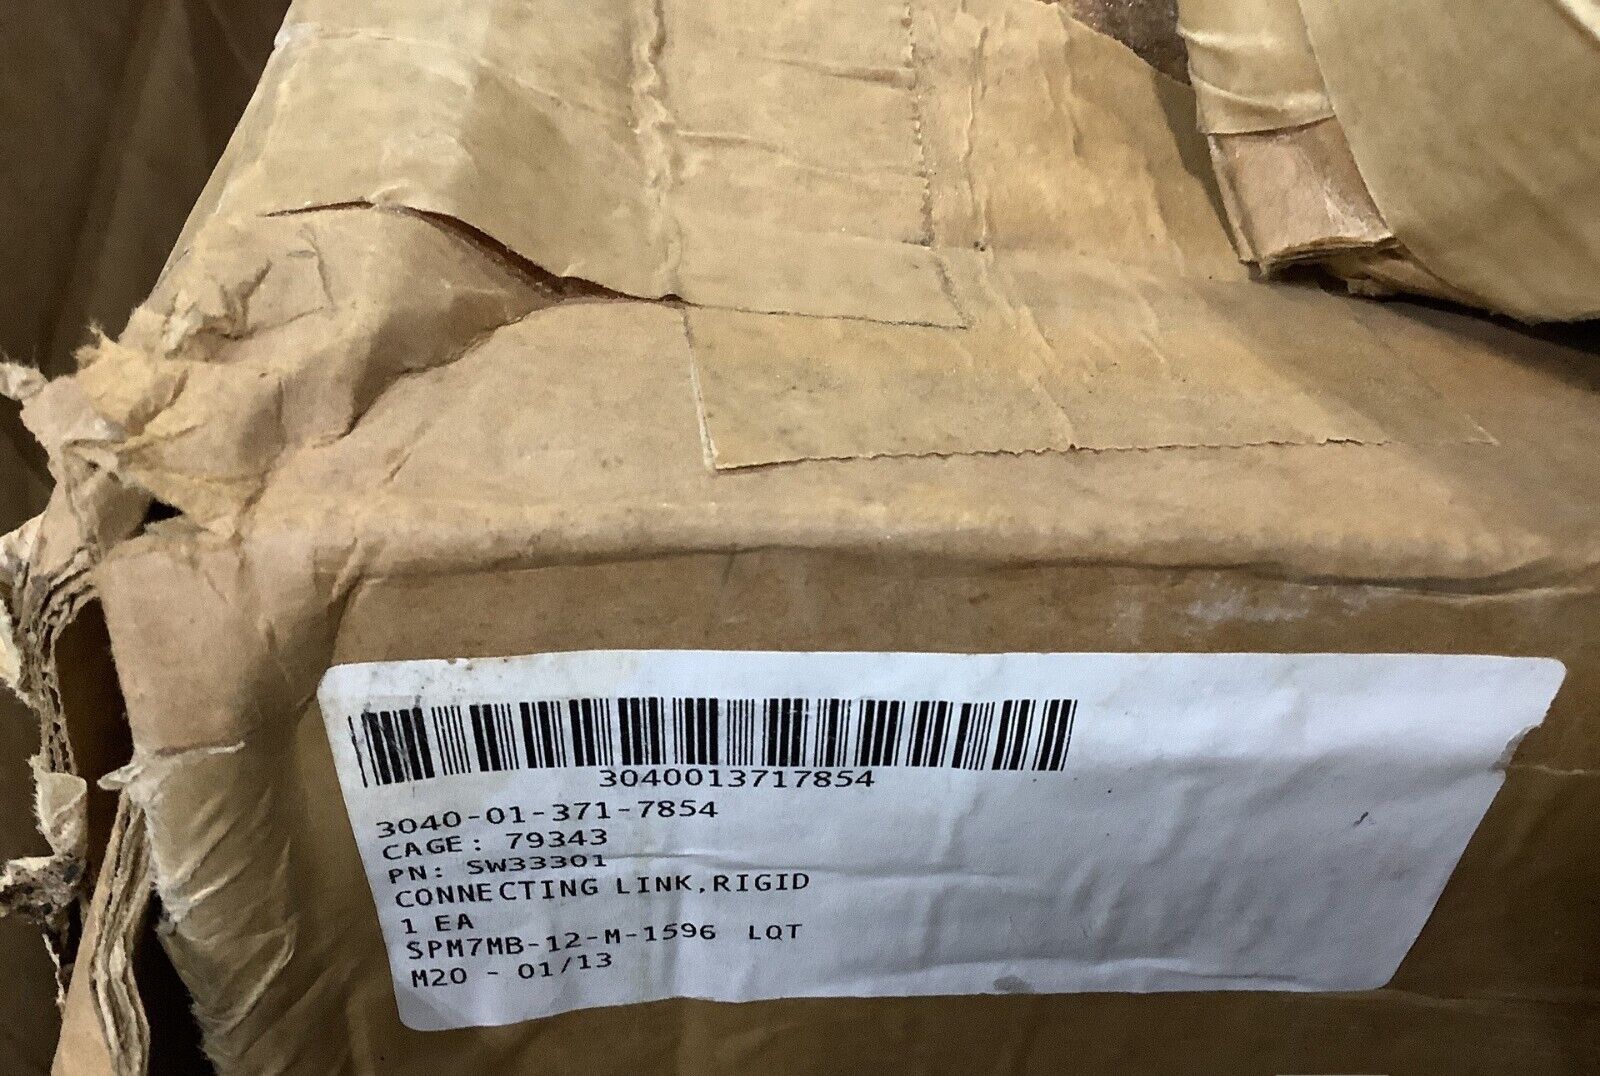 3040013717854
3040-01-371-7854
CAGE: 79343
PN: SW33301
CONNECTING LINK,RIGID
1 EA
SPM7MB-12-M-1596 LQT
M20 - 01/13